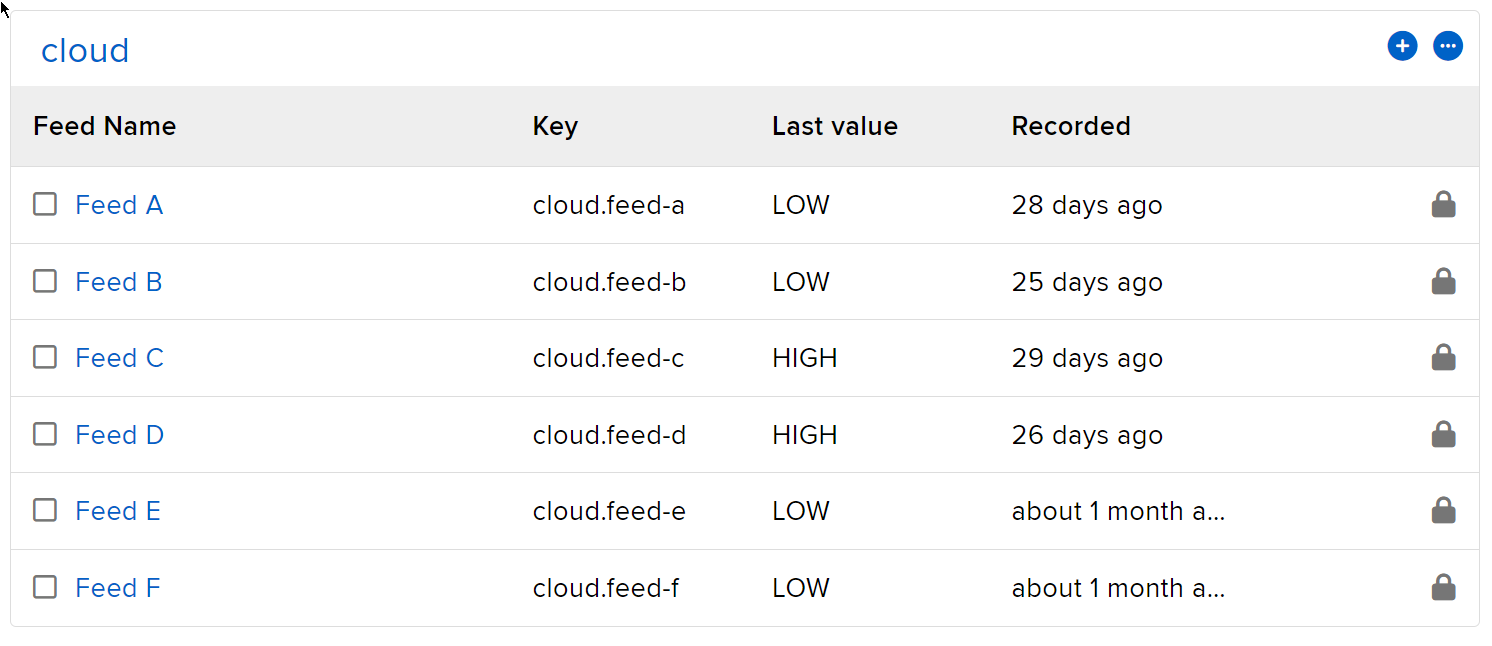 cloud
Feed Name Key Last value Recorded
Feed A cloud.feed-a LOW 28 days ago
Feed B cloud.feed-b LOW 25 days ago
Feed C cloud.feed-c HIGH 29 days ago
Feed D cloud.feed-d HIGH 26 days ago
Feed E cloud.feed-e LOW about 1 month a...
Feed F cloud.feed-f LOW about 1 month a...